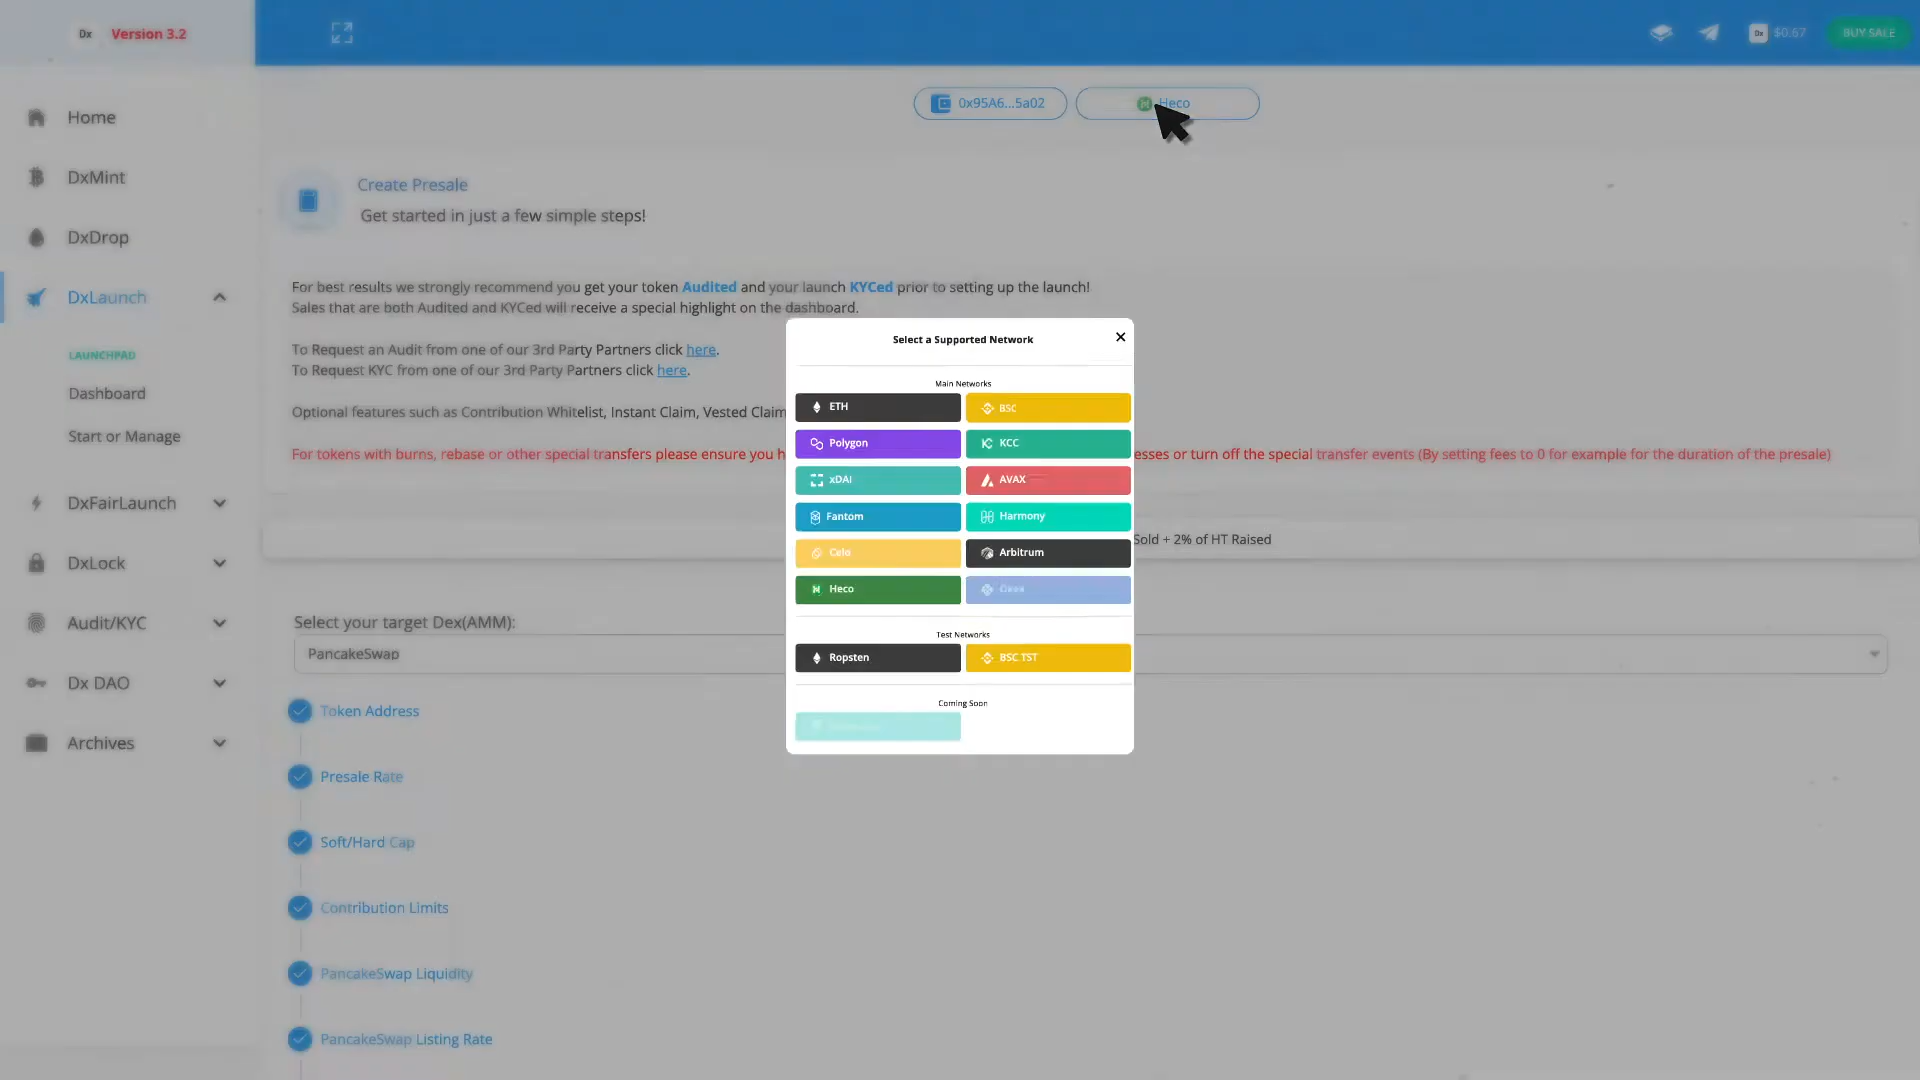 Dx Version 3.2
Dx $0.67 BUY SALE
0x95A6...5a02 Heco
Home
DxMint
DxDrop
DxLaunch
LAUNCHPAD
Dashboard
Start or Manage
DxFairLaunch
DxLock
Audit/KYC
Dx DAO
Archives
Create Presale
Get started in just a few simple steps!
For best results we strongly recommend you get your token Audited and your launch KYCed prior to setting up the launch!
Sales that are both Audited and KYCed will receive a special highlight on the dashboard.
To Request an Audit from one of our 3rd Party Partners click here.
To Request KYC from one of our 3rd Party Partners click here.
Optional features such as Contribution Whitelist, Instant Claim, Vested Claim
For tokens with burns, rebase or other special transfers please ensure you h
esses or turn off the special transfer events (By setting fees to 0 for example for the duration of the presale)
Sold + 2% of HT Raised
Select your target Dex(AMM):
PancakeSwap
Token Address
Presale Rate
Soft/Hard Cap
Contribution Limits
PancakeSwap Liquidity
PancakeSwap Listing Rate
Select a Supported Network
Main Networks
ETH BSC
Polygon KCC
xDAI AVAX
Fantom Harmony
Celo Arbitrum
Heco
Test Networks
Ropsten BSC TST
Coming Soon